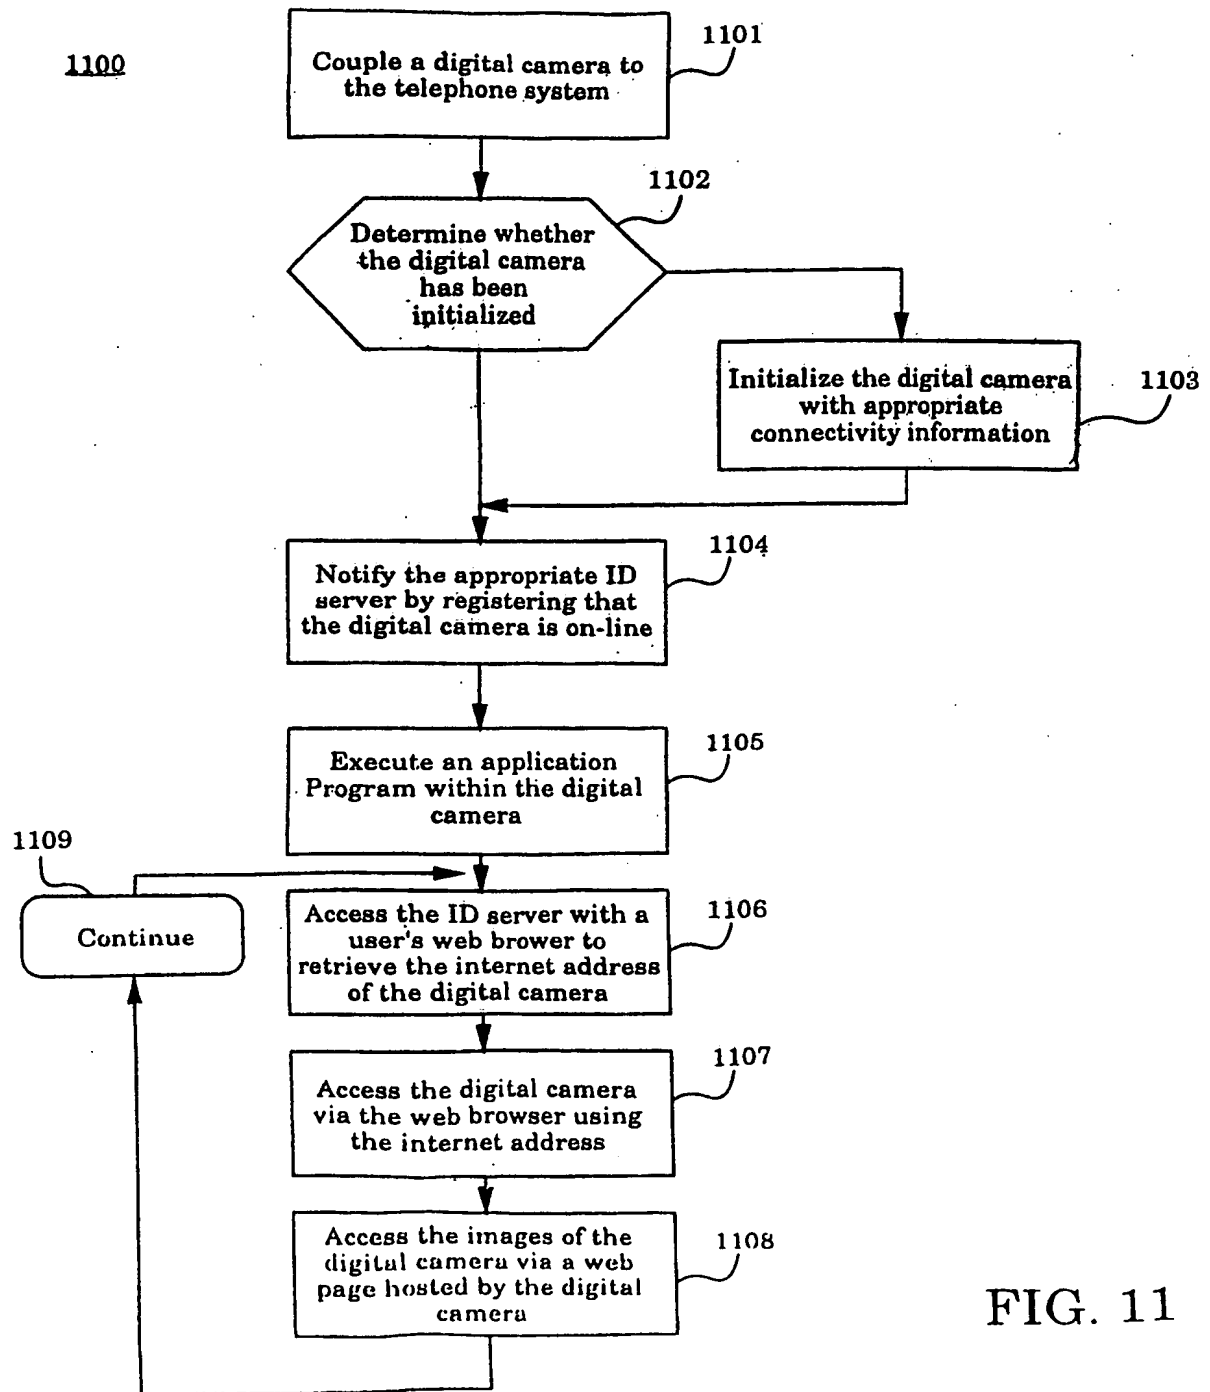 1100
1101
Couple a digital camera to
the telephone system
1102
Determine whether
the digital camera
has been
initialized
1103
Initialize the digital camera
with appropriate
connectivity information
1104
Notify the appropriate ID
server by registering that
the digital camera is on-line
1105
Execute an application
Program within the digital
camera
1109
Continue
1106
Access the ID server with a
user's web brower to
retrieve the internet address
of the digital camera
1107
Access the digital camera
via the web browser using
the internet address
1108
Access the images of the
digital camera via a web
page hosted by the digital
camera
FIG. 11